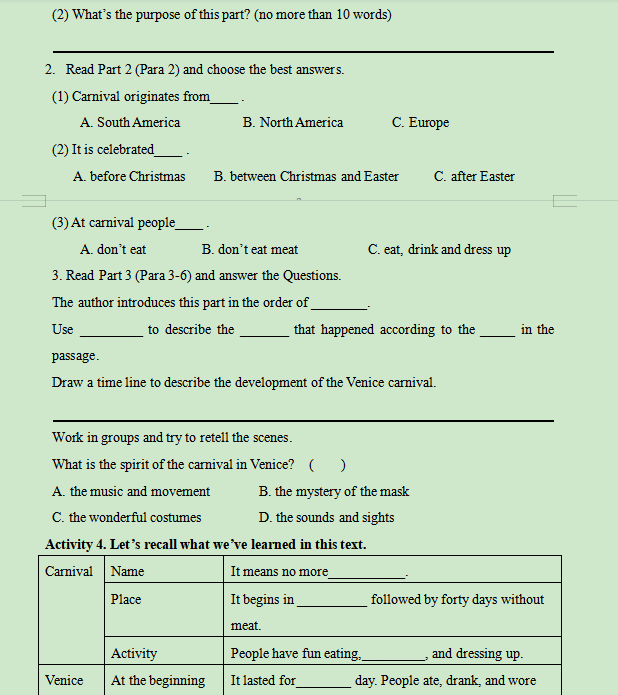 (2) What's the purpose of this part? (no more than 10 words)
2. Read Part 2 (Para 2) and choose the best answers.
(1) Carnival originates from____ .
A. South America B. North America C. Europe
(2) It is celebrated____ .
A. before Christmas B. between Christmas and Easter C. after Easter
(3) At carnival people____ .
A. don't eat B. don't eat meat C. eat, drink and dress up
3. Read Part 3 (Para 3-6) and answer the Questions.
The author introduces this part in the order of ________.
Use _________ to describe the _______ that happened according to the _____ in the
passage.
Draw a time line to describe the development of the Venice carnival.
Work in groups and try to retell the scenes.
What is the spirit of the carnival in Venice? ( )
A. the music and movement B. the mystery of the mask
C. the wonderful costumes D. the sounds and sights
Activity 4. Let's recall what we've learned in this text.
Carnival Name It means no more___________.
Place It begins in __________ followed by forty days without
meat.
Activity People have fun eating,_________, and dressing up.
Venice At the beginning It lasted for________ day. People ate, drank, and wore